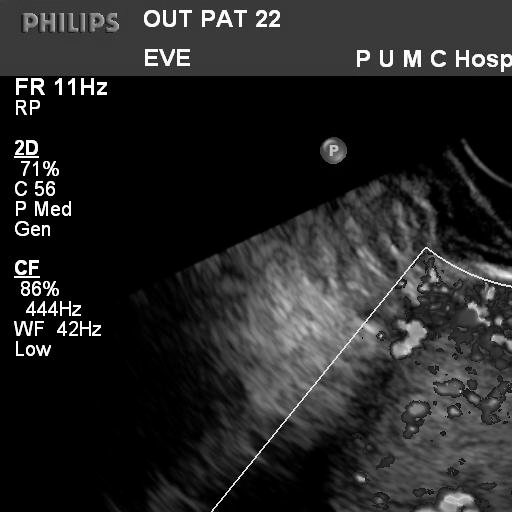 PHILIPS
OUT PAT 22
EVE
P U M C Hosp
FR 11Hz
RP
2D
71%
C 56
P Med
Gen
CF
86%
444Hz
WF 42Hz
Low
P